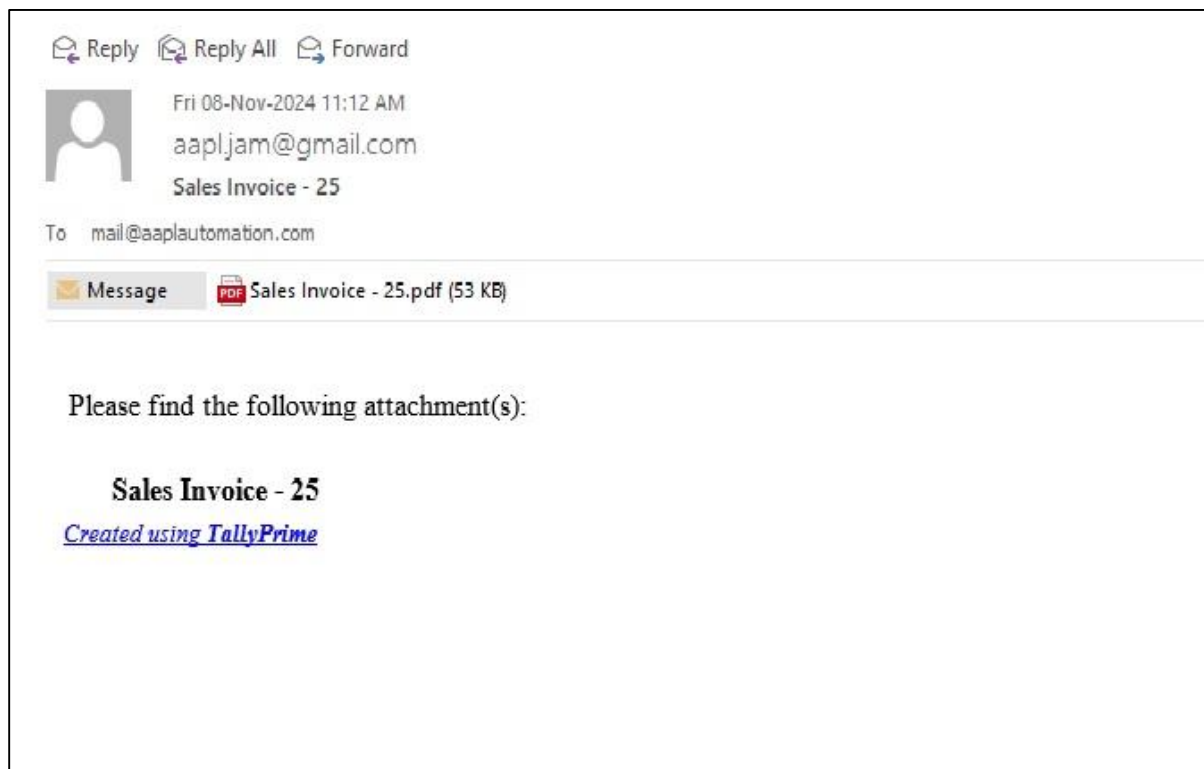 Reply Reply All Forward
Fri 08-Nov-2024 11:12 AM
aapl.jam@gmail.com
Sales Invoice - 25
To mail@aaplautomation.com
Message PDF Sales Invoice - 25.pdf (53 KB)
Please find the following attachment(s):
Sales Invoice - 25
Created using TallyPrime